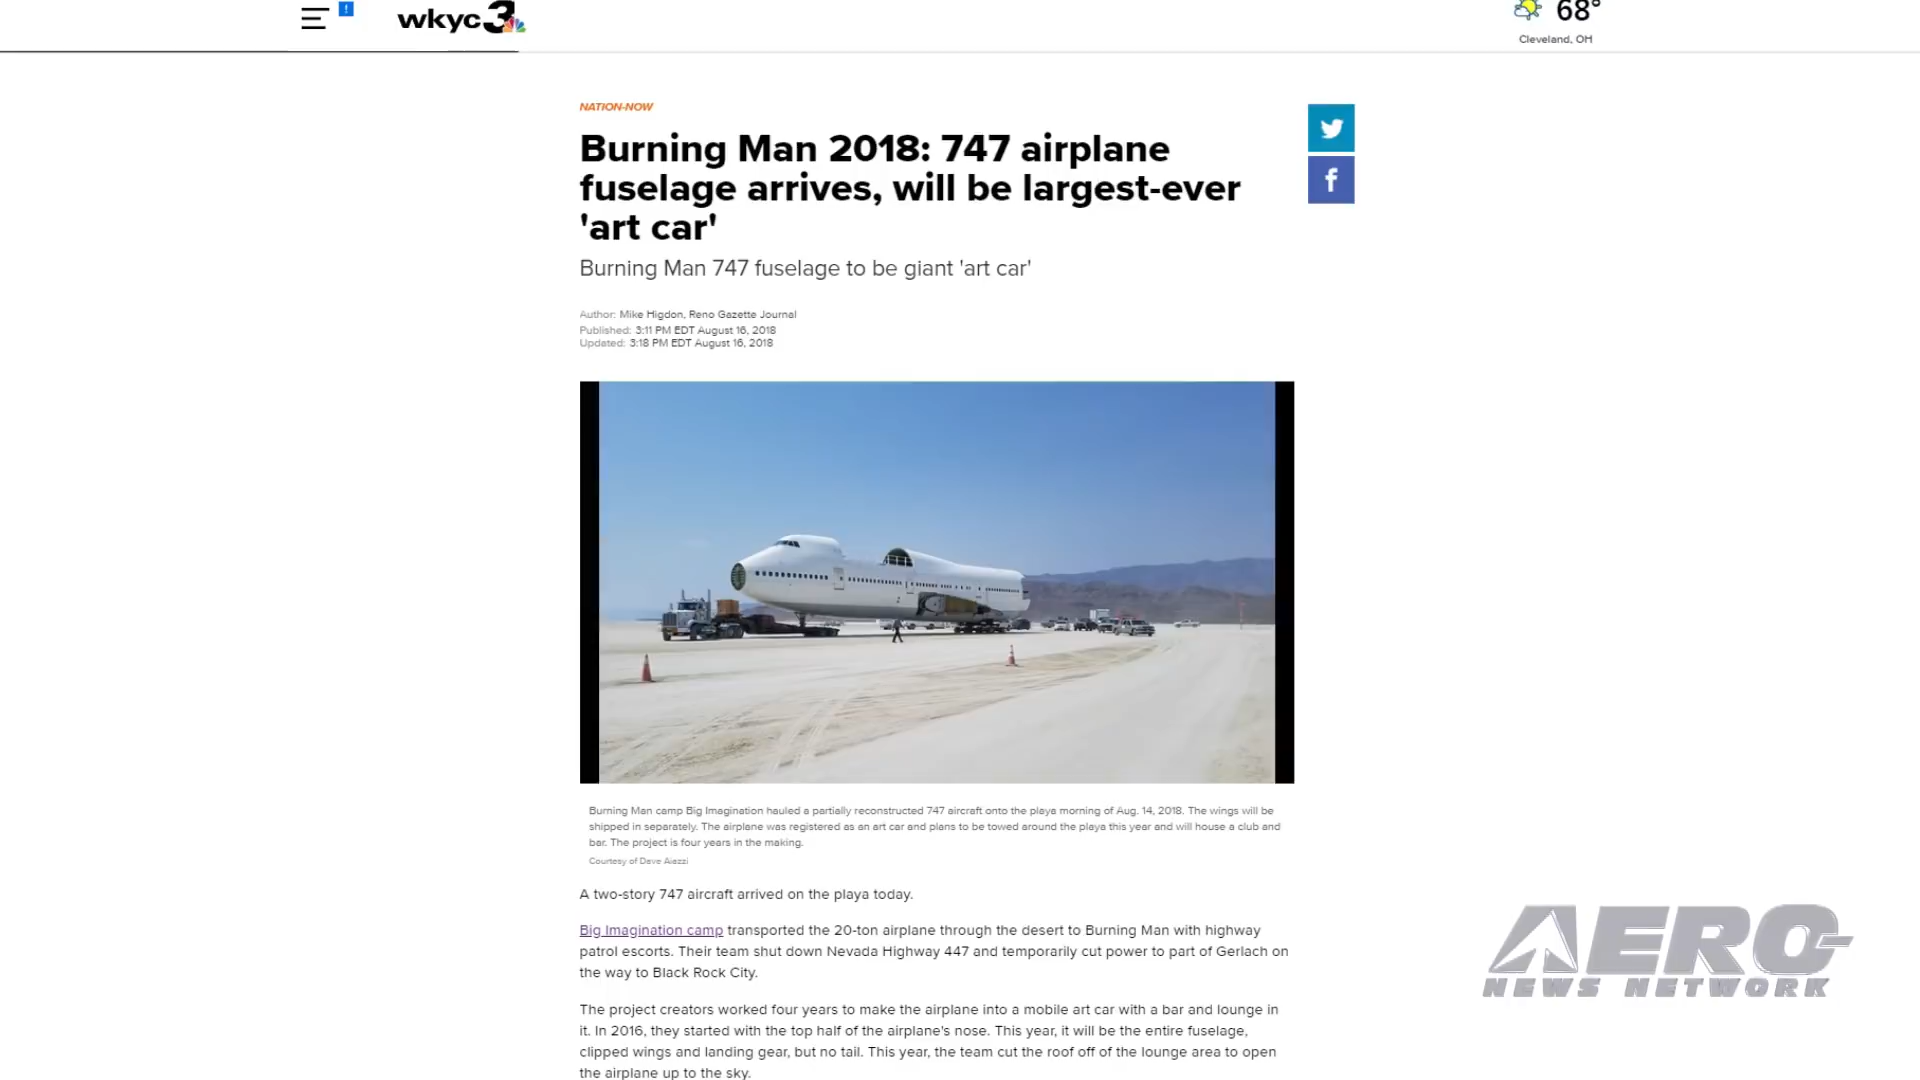 !
wkyc3
68°
Cleveland, OH
NATION-NOW
Burning Man 2018: 747 airplane
fuselage arrives, will be largest-ever
'art car'
Burning Man 747 fuselage to be giant 'art car'
Author: Mike Higdon, Reno Gazette Journal
Published: 3:11 PM EDT August 16, 2018
Updated: 3:18 PM EDT August 16, 2018
Burning Man camp Big Imagination hauled a partially reconstructed 747 aircraft onto the playa morning of Aug. 14, 2018. The wings will be
shipped in separately. The airplane was registered as an art car and plans to be towed around the playa this year and will house a club and
bar. The project is four years in the making.
Courtesy of Dave Aiazzi
A two-story 747 aircraft arrived on the playa today.
Big Imagination camp transported the 20-ton airplane through the desert to Burning Man with highway
patrol escorts. Their team shut down Nevada Highway 447 and temporarily cut power to part of Gerlach on
the way to Black Rock City.
The project creators worked four years to make the airplane into a mobile art car with a bar and lounge in
it. In 2016, they started with the top half of the airplane's nose. This year, it will be the entire fuselage,
clipped wings and landing gear, but no tail. This year, the team cut the roof off of the lounge area to open
the airplane up to the sky.
AERO-
NEWS NETWORK